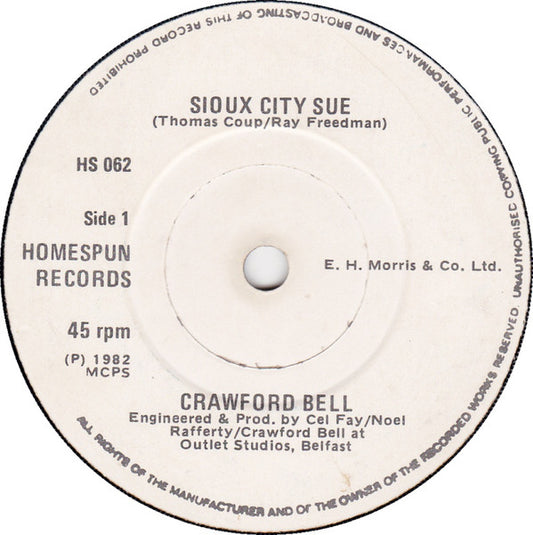 SIOUX CITY SUE
(Thomas Coup/Ray Freedman)
HS 062
Side 1
HOMESPUN
RECORDS
E. H. Morris & Co. Ltd.
45 rpm
(P) 1982
MCPS
CRAWFORD BELL
Engineered & Prod. by Cel Fay/Noel
Rafferty/Crawford Bell at
Outlet Studios, Belfast
ALL RIGHTS OF THE MANUFACTURER AND OF THE OWNER OF THE RECORDED WORKS RESERVED UNAUTHORISED COPYING PUBLIC PERFORMANCES AND BROADCASTING OF THIS RECORD PROHIBITED